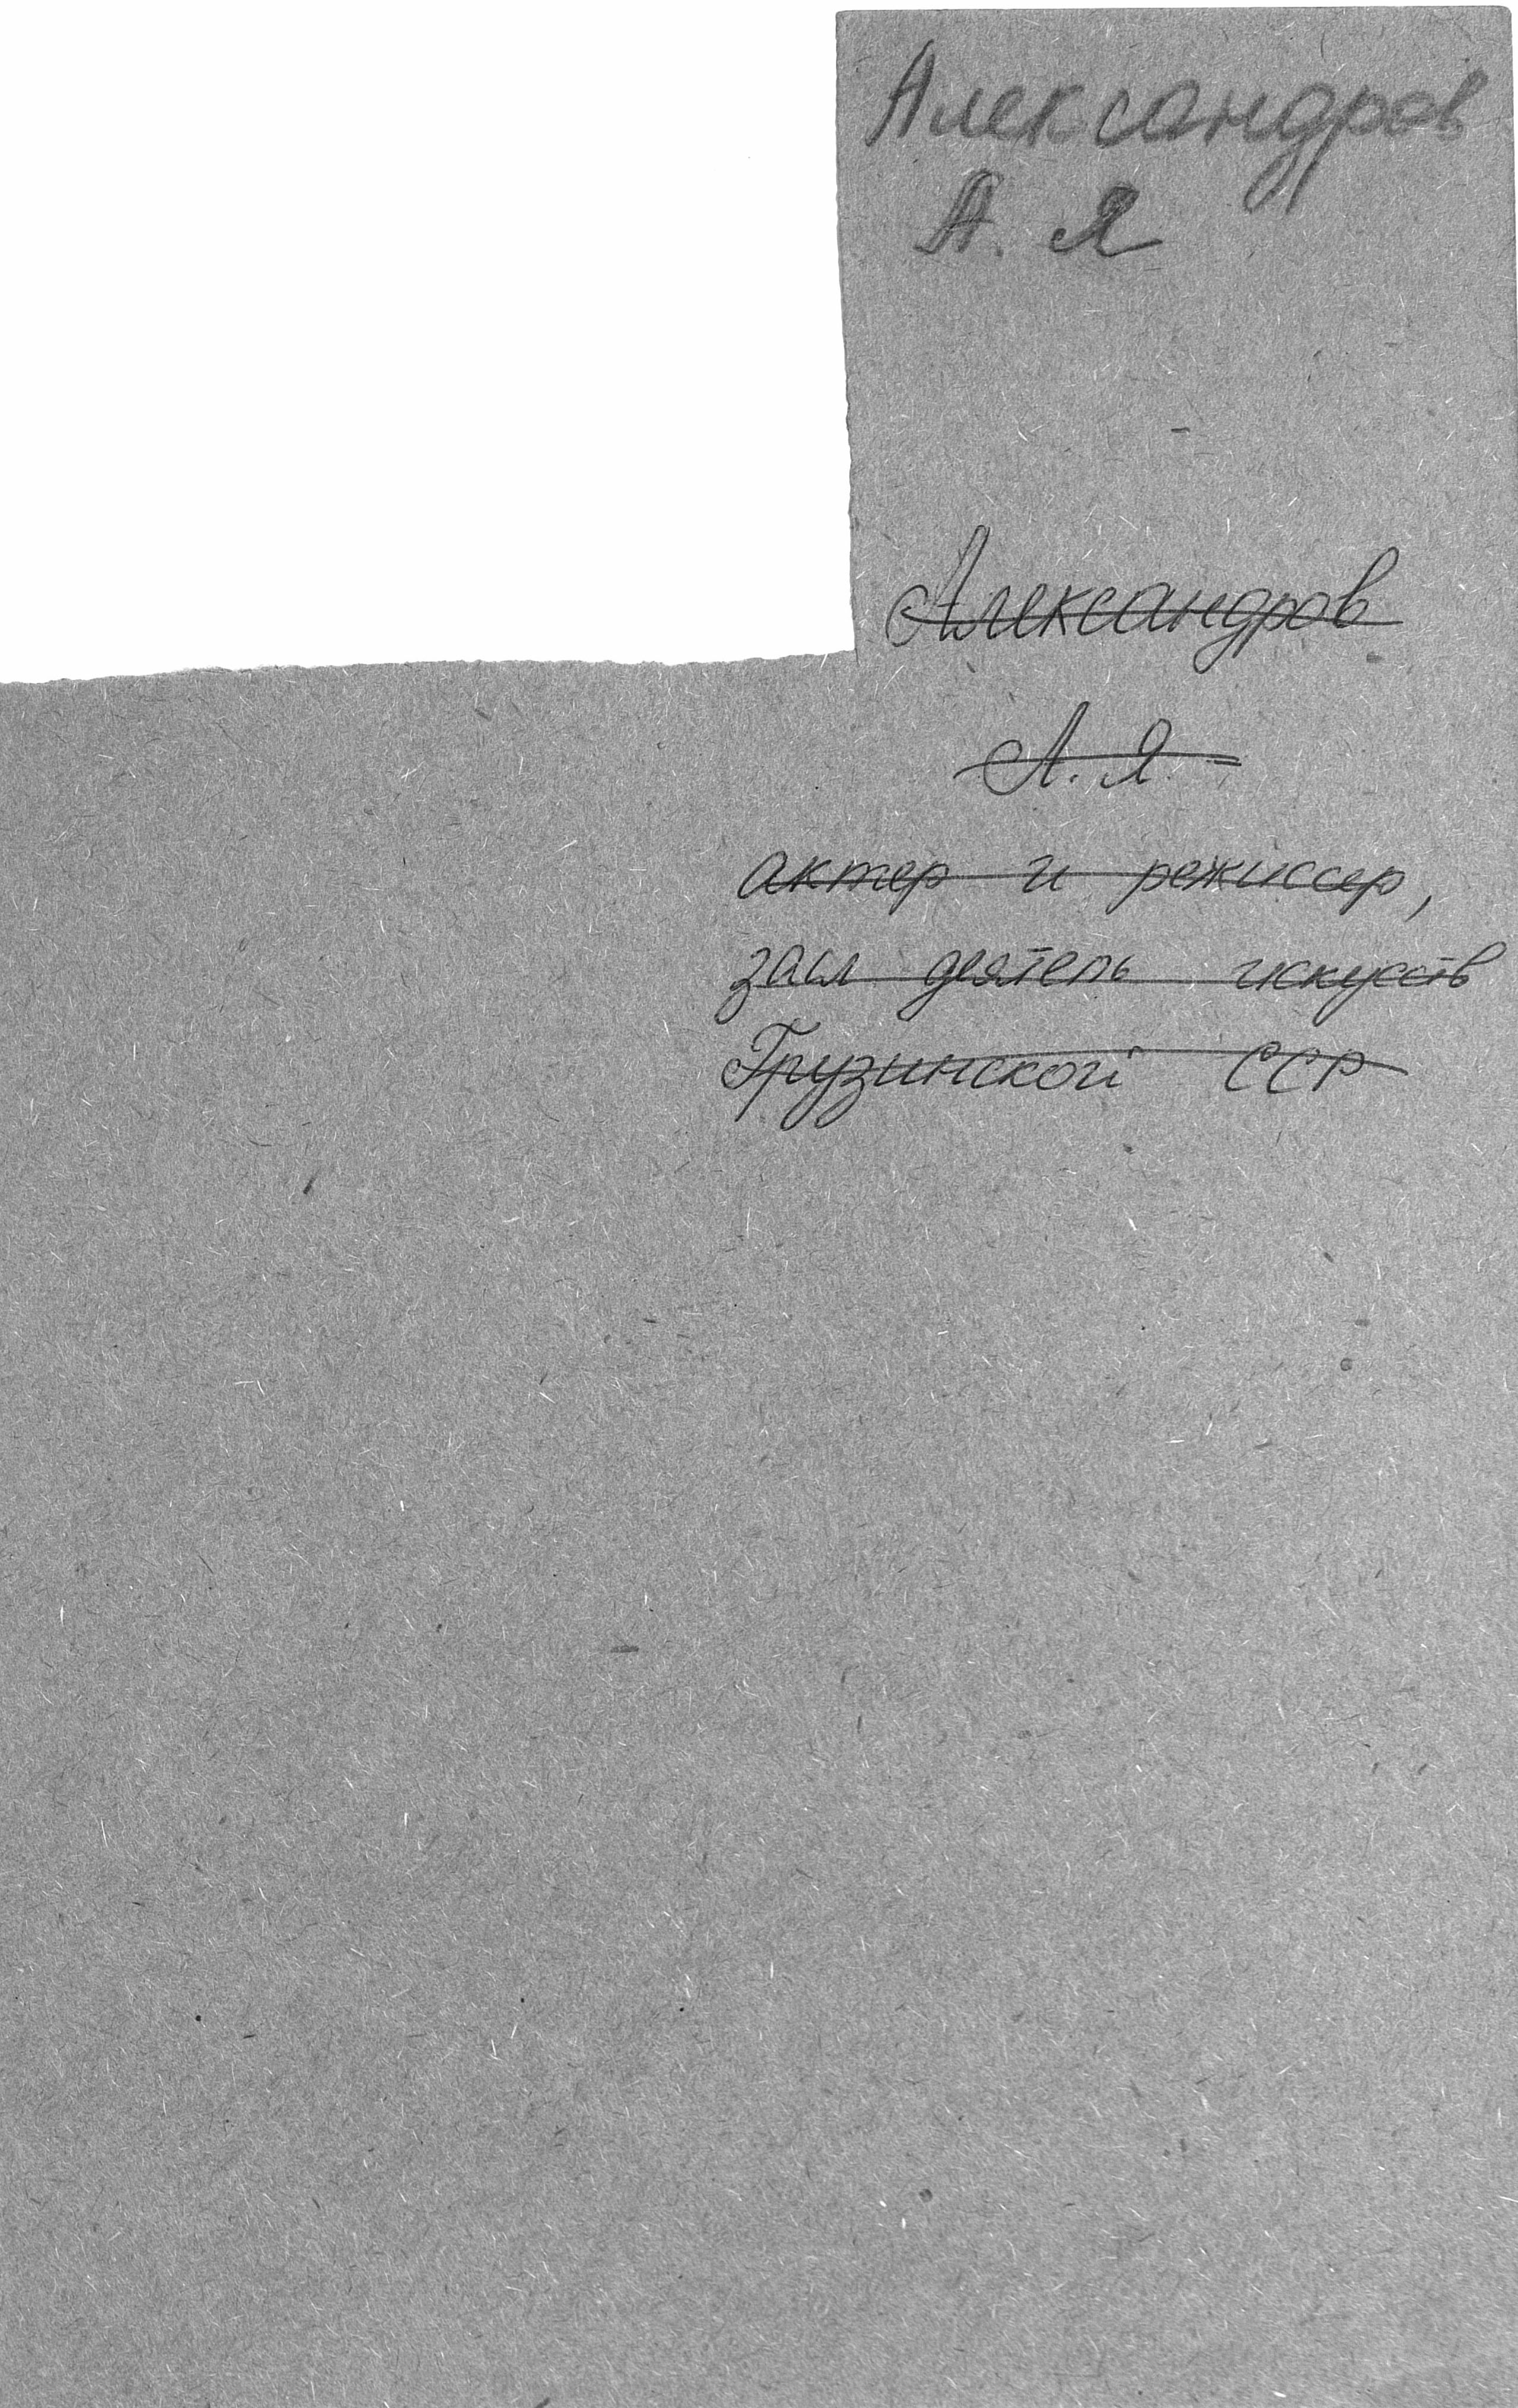 Александров
А. Я
Александров
А. Я.
актер и режиссер,
засл деятель искусств
Грузинской ССР